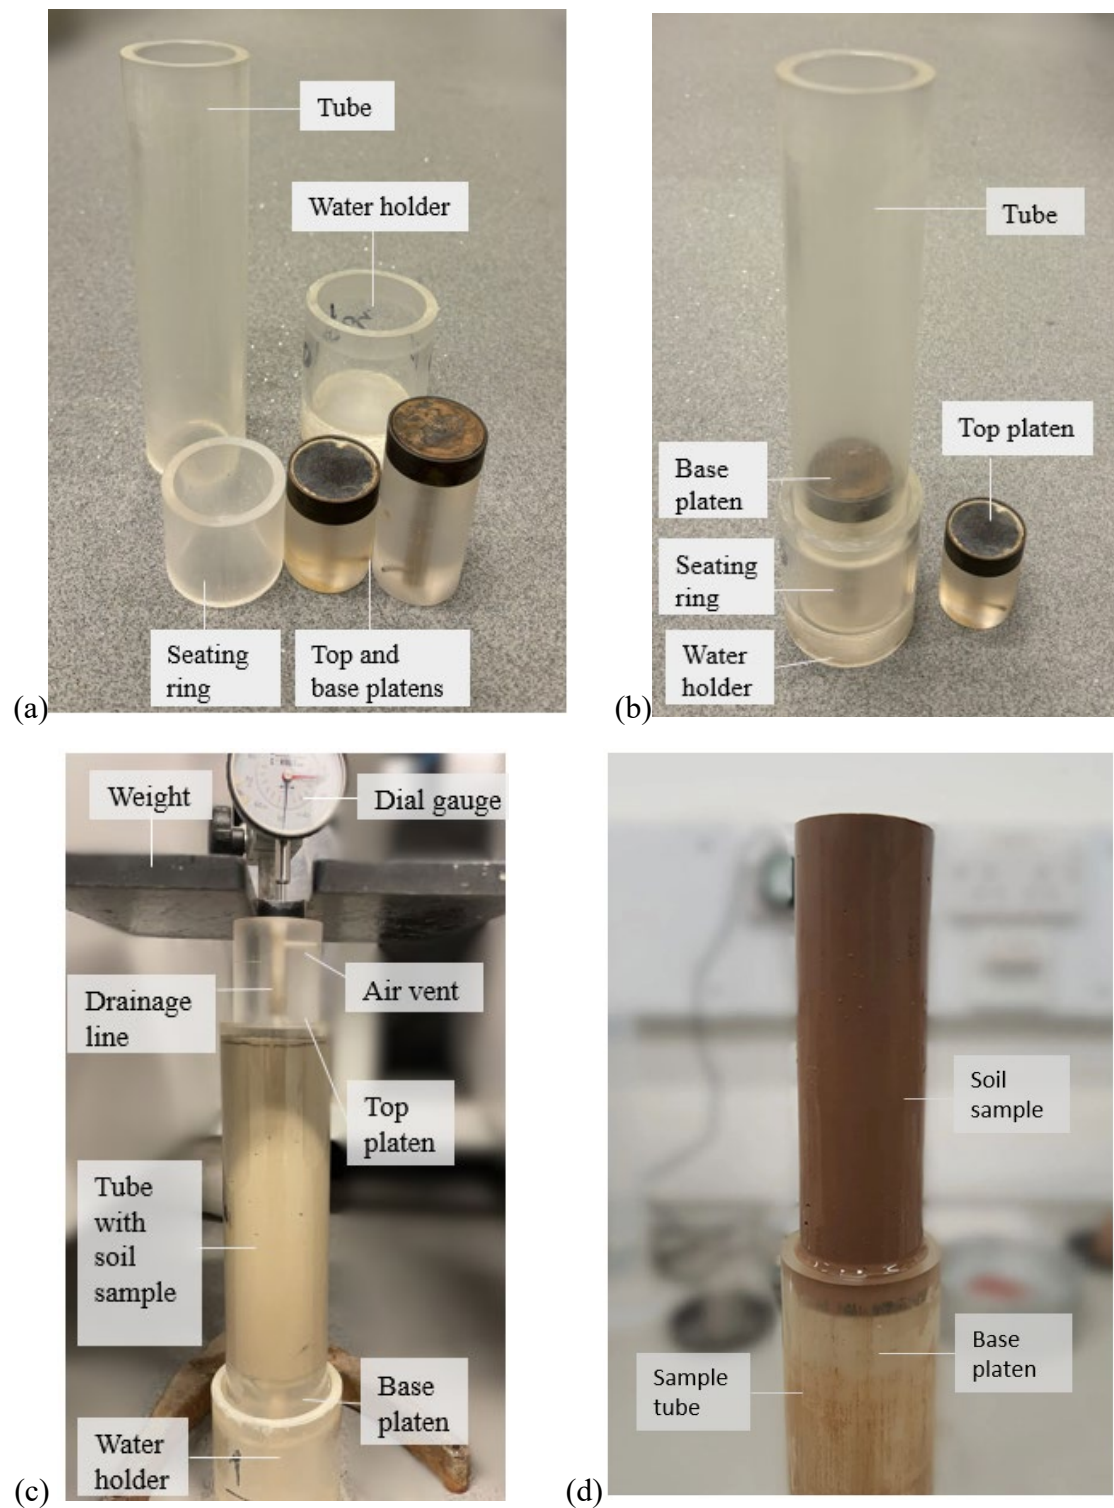 Tube
Water holder
Seating
ring
Top and
base platens
(a)
Tube
Top platen
Base
platen
Seating
ring
Water
holder
(b)
Weight
Dial gauge
Air vent
Drainage
line
Top
platen
Tube
with
soil
sample
Base
platen
Water
holder
(c)
Soil
sample
Base
platen
Sample
tube
(d)